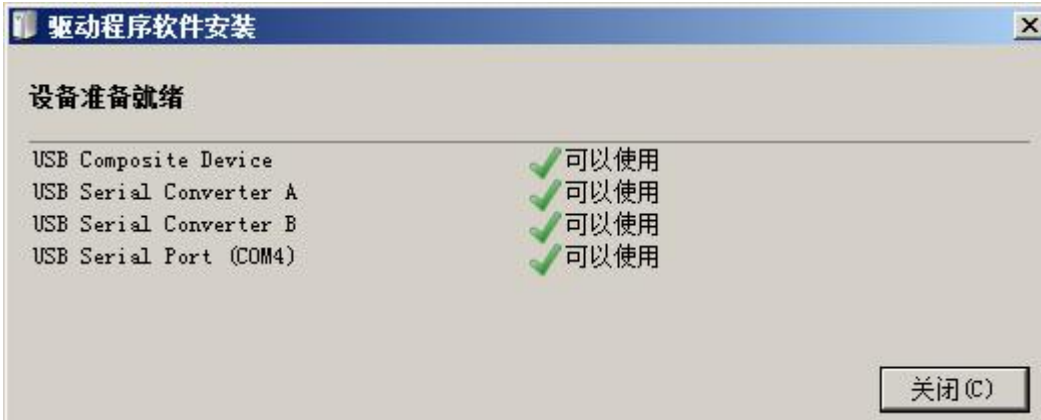 驱动程序软件安装
设备准备就绪
USB Composite Device 可以使用
USB Serial Converter A 可以使用
USB Serial Converter B 可以使用
USB Serial Port (COM4) 可以使用
关闭(C)